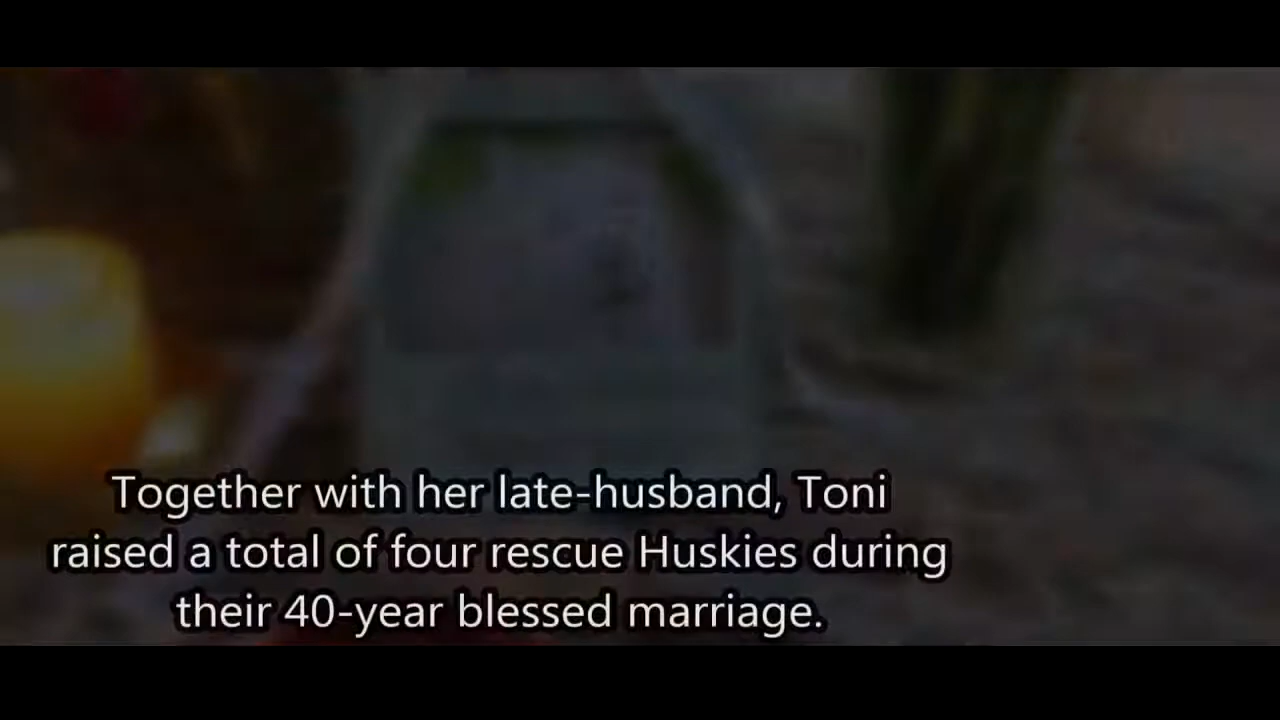 Together with her late-husband, Toni
raised a total of four rescue Huskies during
their 40-year blessed marriage.